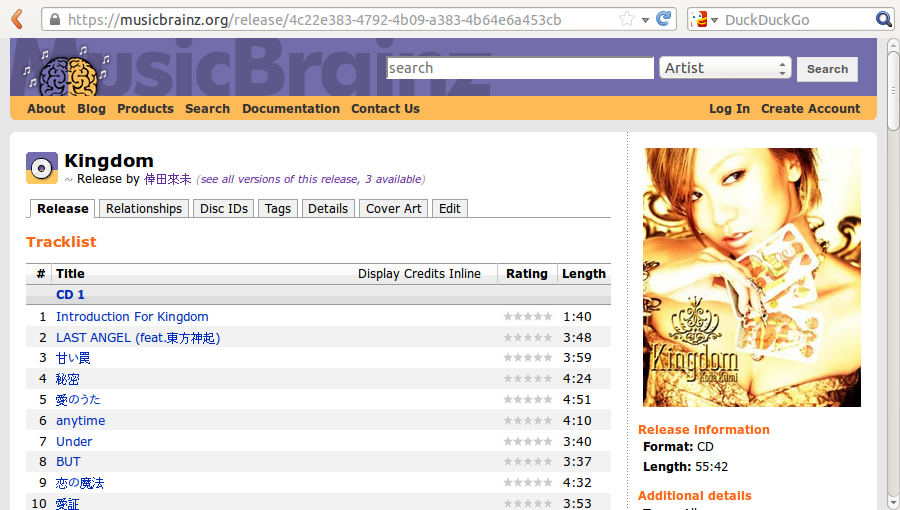 https://musicbrainz.org/release/4c22e383-4792-4b09-a383-4b64e6a453cb
DuckDuckGo
MusicBrainz
search
Artist
Search
About Blog Products Search Documentation Contact Us
Log In Create Account
Kingdom
~ Release by 倖田來未 (see all versions of this release, 3 available)
Release Relationships Disc IDs Tags Details Cover Art Edit
Tracklist
# Title Display Credits Inline Rating Length
CD 1
1 Introduction For Kingdom 1:40
2 LAST ANGEL (feat.東方神起) 3:48
3 甘い罠 3:59
4 秘密 4:24
5 愛のうた 4:51
6 anytime 4:10
7 Under 3:40
8 BUT 3:37
9 恋の魔法 4:32
10 愛証 3:53
Kingdom
Koda Kumi
Release information
Format: CD
Length: 55:42
Additional details